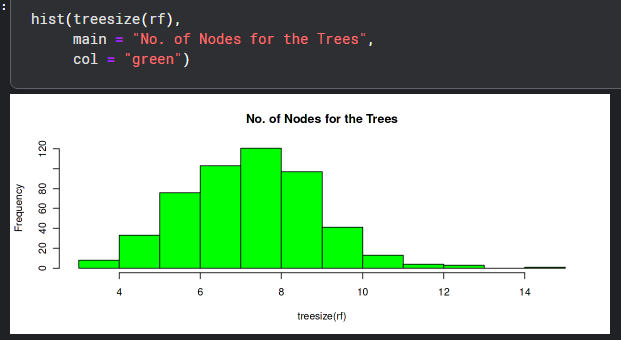 :
hist(treesize(rf),
main = "No. of Nodes for the Trees",
col = "green")
No. of Nodes for the Trees
Frequency
120
80
60
40
20
0
4 6 8 10 12 14
treesize(rf)